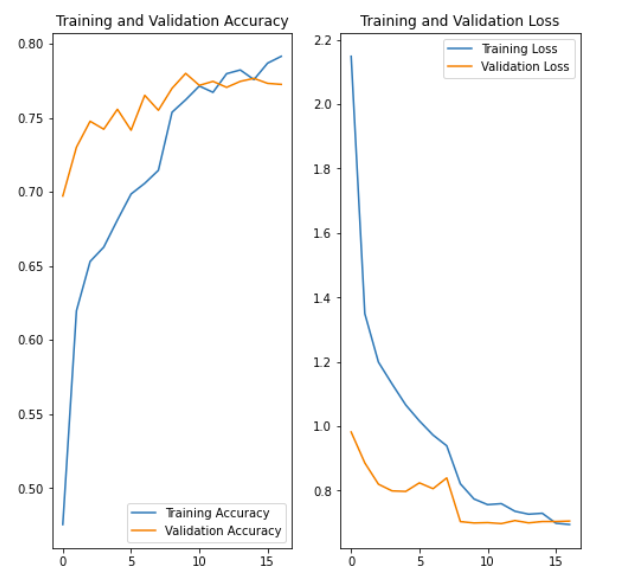 Training and Validation Accuracy
0.80
0.75
0.70
0.65
0.60
0.55
0.50
Training Accuracy
Validation Accuracy
0 5 10 15
Training and Validation Loss
2.2
2.0
1.8
1.6
1.4
1.2
1.0
0.8
Training Loss
Validation Loss
0 5 10 15